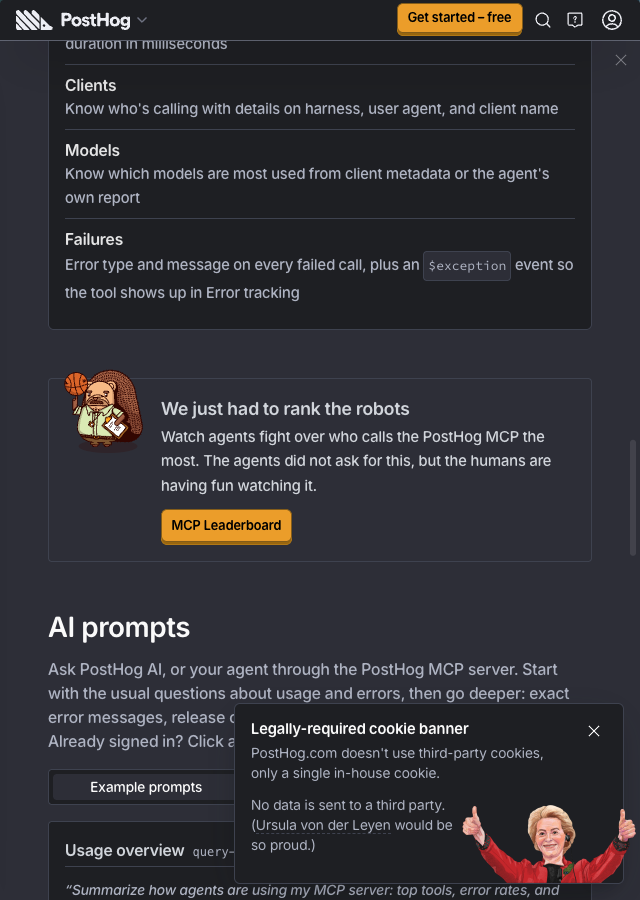 PostHog
Get started – free
duration in milliseconds
Clients
Know who's calling with details on harness, user agent, and client name
Models
Know which models are most used from client metadata or the agent's
own report
Failures
Error type and message on every failed call, plus an $exception event so
the tool shows up in Error tracking
We just had to rank the robots
Watch agents fight over who calls the PostHog MCP the
most. The agents did not ask for this, but the humans are
having fun watching it.
MCP Leaderboard
AI prompts
Ask PostHog AI, or your agent through the PostHog MCP server. Start
with the usual questions about usage and errors, then go deeper: exact
error messages, release
Already signed in? Click
Example prompts
Usage overview query-
“Summarize how agents are using my MCP server: top tools, error rates, and
Legally-required cookie banner
PostHog.com doesn't use third-party cookies,
only a single in-house cookie.
No data is sent to a third party.
(Ursula von der Leyen would be
so proud.)